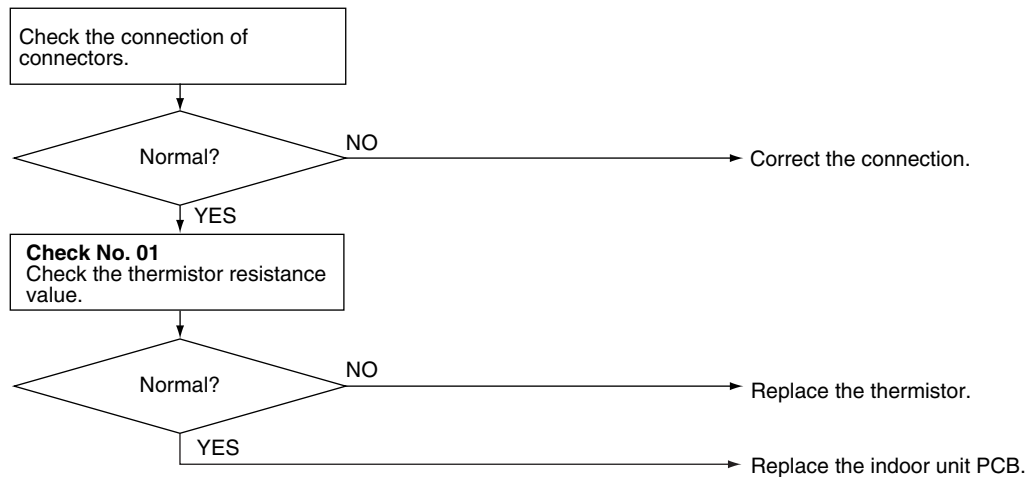 Check the connection of
connectors.
Normal?
NO
Correct the connection.
YES
Check No. 01
Check the thermistor resistance
value.
Normal?
NO
Replace the thermistor.
YES
Replace the indoor unit PCB.